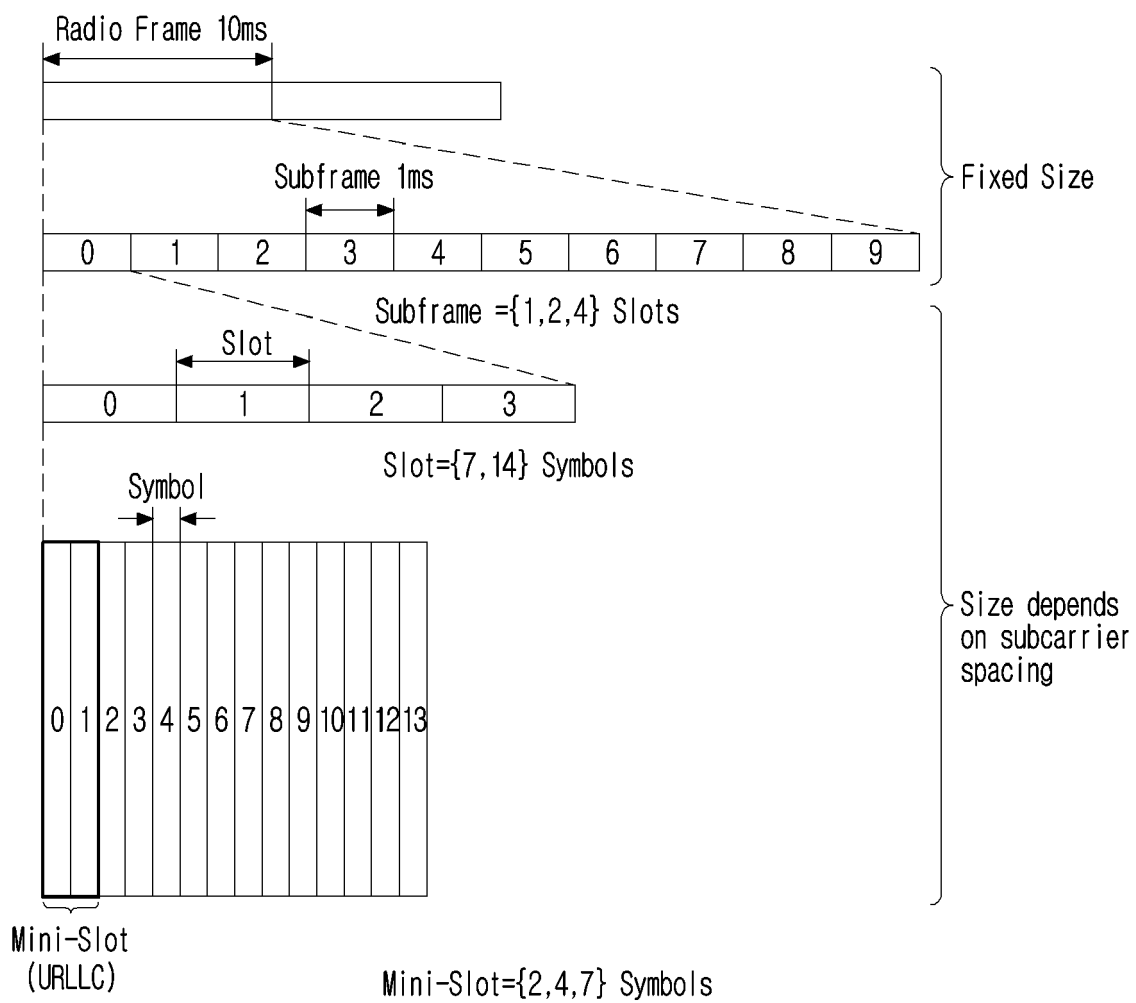 Radio Frame 10ms
Subframe 1ms
Fixed Size
0 1 2 3 4 5 6 7 8 9
Subframe ={1,2,4} Slots
Slot
0 1 2 3
Slot={7,14} Symbols
Symbol
Size depends
on subcarrier
spacing
0 1 2 3 4 5 6 7 8 9 10 11 12 13
Mini-Slot
(URLLC)
Mini-Slot={2,4,7} Symbols